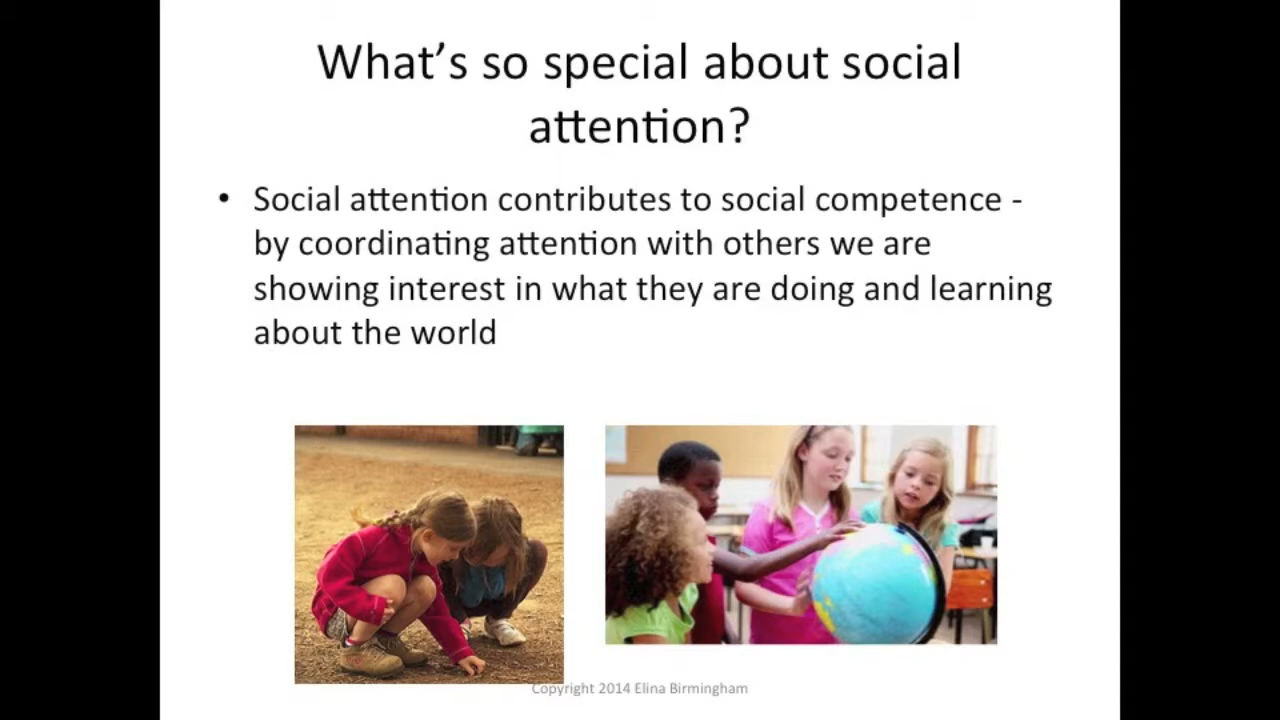 What’s so special about social
attention?
• Social attention contributes to social competence -
by coordinating attention with others we are
showing interest in what they are doing and learning
about the world
Copyright 2014 Elina Birmingham